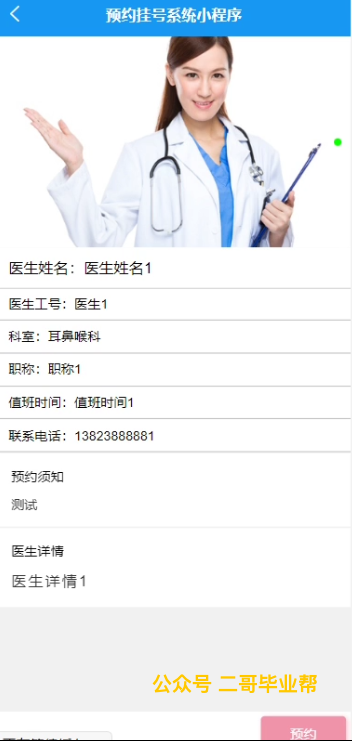 预约挂号系统小程序
医生姓名：医生姓名1
医生工号：医生1
科室：耳鼻喉科
职称：职称1
值班时间：值班时间1
联系电话：13823888881
预约须知
测试
医生详情
医生详情1
公众号 二哥毕业帮
预约